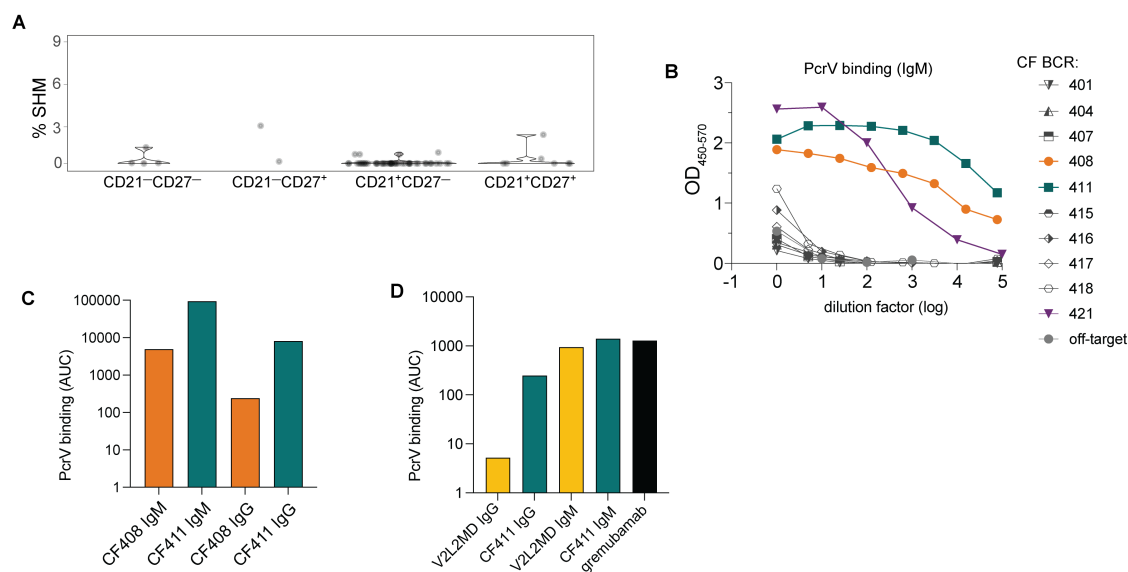 A
9
6
3
0
% SHM
CD21−CD27−
CD21−CD27+
CD21+CD27−
CD21+CD27+
B
PcrV binding (IgM)
3
2
1
0
OD450-570
-1 0 1 2 3 4 5
dilution factor (log)
CF BCR:
401
404
407
408
411
415
416
417
418
421
off-target
C
100000
10000
1000
100
10
1
PcrV binding (AUC)
CF408 IgM
CF411 IgM
CF408 IgG
CF411 IgG
D
10000
1000
100
10
1
PcrV binding (AUC)
V2L2MD IgG
CF411 IgG
V2L2MD IgM
CF411 IgM
gremubamab